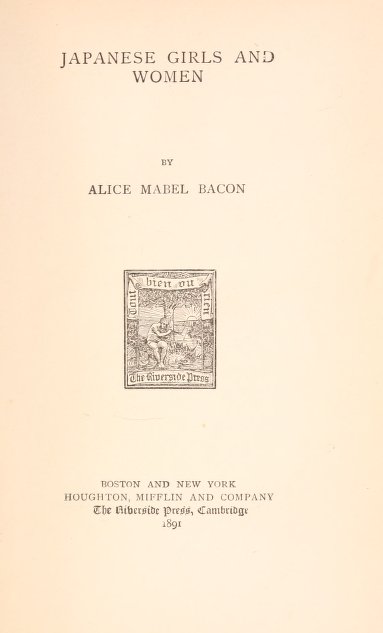 JAPANESE GIRLS AND
WOMEN
BY
ALICE MABEL BACON
Tout bien ou rien
The Riverside Press
BOSTON AND NEW YORK
HOUGHTON, MIFFLIN AND COMPANY
The Riverside Press, Cambridge
1891